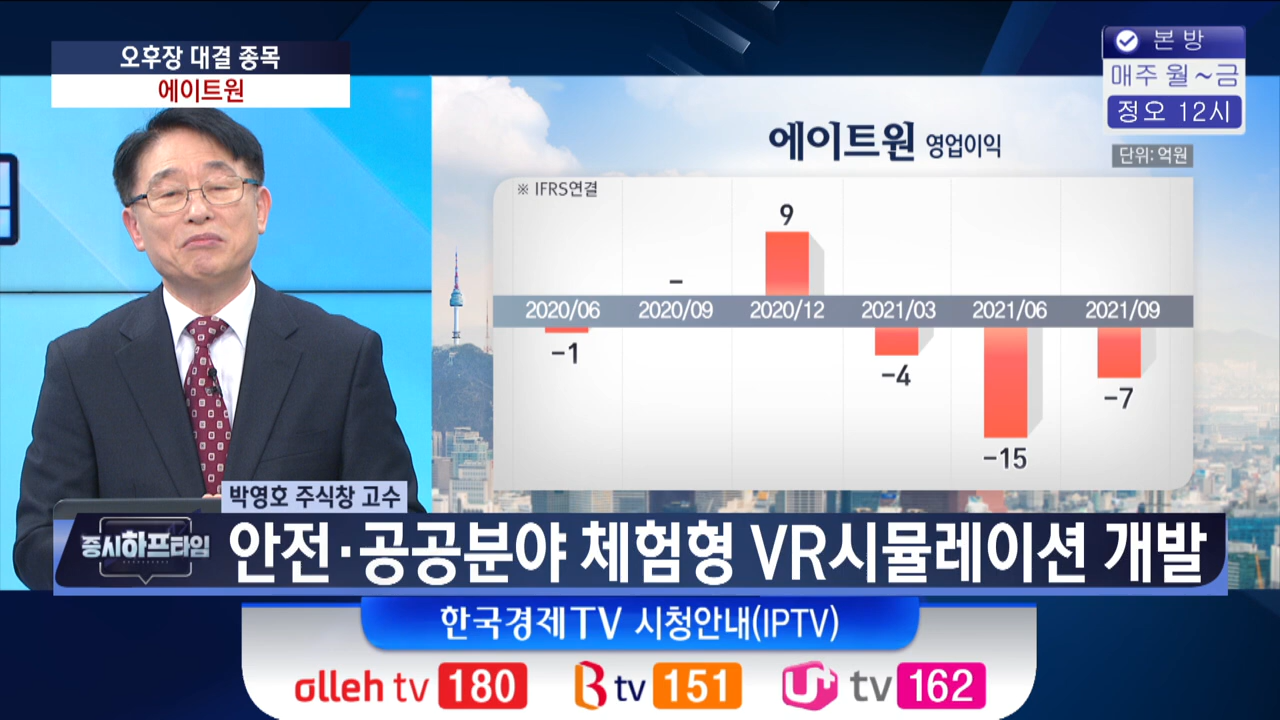 오후장 대결 종목
에이트원
본 방
매주 월~금
정오 12시
에이트원 영업이익
단위: 억원
※ IFRS연결
9
-
2020/06 2020/09 2020/12 2021/03 2021/06 2021/09
-1
-4
-7
-15
박영호 주식창 고수
증시하프타임
안전·공공분야 체험형 VR시뮬레이션 개발
한국경제TV 시청안내(IPTV)
olleh tv 180 B tv 151 U+ tv 162